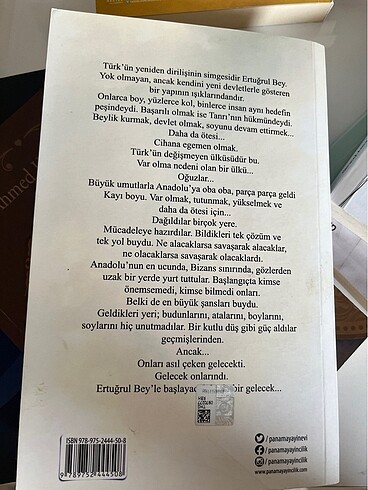 Türk'ün yeniden dirilişinin simgesidir Ertuğrul Bey.
Yok olmayan, ancak kendini yeni devletlerle gösteren
bir yapının ışıklarındandır.
Onlarca boy, yüzlerce kol, binlerce insan aynı hedefin
peşindeydi. Başarılı olmak ise Tanrı'nın hükmündeydi.
Beylik kurmak, devlet olmak, soyunu devam ettirmek...
Daha da ötesi...
Cihana egemen olmak.
Türk'ün değişmeyen ülküsüdür bu.
Var olma nedeni olan bir ülkü...
Oğuzlar...
Büyük umutlarla Anadolu'ya oba oba, parça parça geldi
Kayı boyu. Var olmak, tutunmak, yükselmek ve
daha da ötesi için...
Dağıldılar birçok yere.
Mücadeleye hazırdılar. Bildikleri tek çözüm ve
tek yol buydu. Ne alacaklarsa savaşarak alacaklar,
ne olacaklarsa savaşarak olacaklardı.
Anadolu'nun en ucunda, Bizans sınırında, gözlerden
uzak bir yerde yurt tuttular. Başlangıçta kimse
önemsemedi, kimse bilmedi onları.
Belki de en büyük şansları buydu.
Geldikleri yeri; budunlarını, atalarını, boylarını,
soylarını hiç unutmadılar. Bir kutlu düş gibi güç aldılar
geçmişlerinden.
Ancak...
Onları asıl çeken gelecekti.
Gelecek onlarındı.
Ertuğrul Bey'le başlayac bir gelecek...
ISBN 978-975-2444-50-8
9 789752 444508
/panamayayinevi
/panamayayincilik
/panamayayincilik
www.panamayayincilik.com